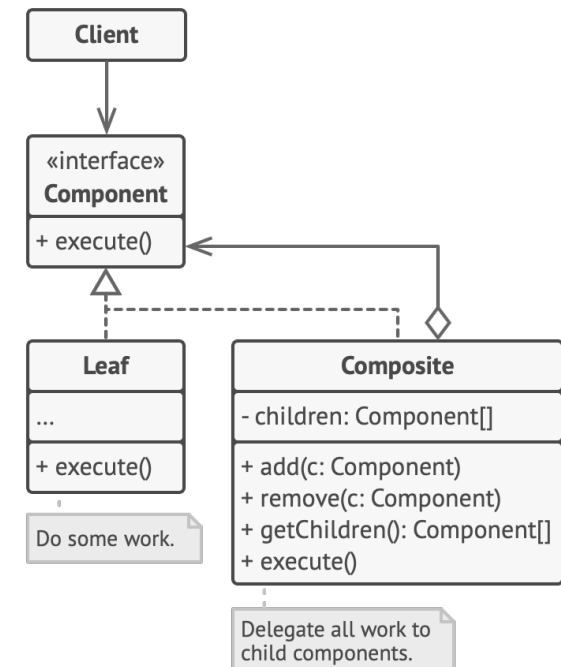 Client
«interface»
Component
+ execute()
Leaf
...
+ execute()
Do some work.
Composite
- children: Component[]
+ add(c: Component)
+ remove(c: Component)
+ getChildren(): Component[]
+ execute()
Delegate all work to
child components.